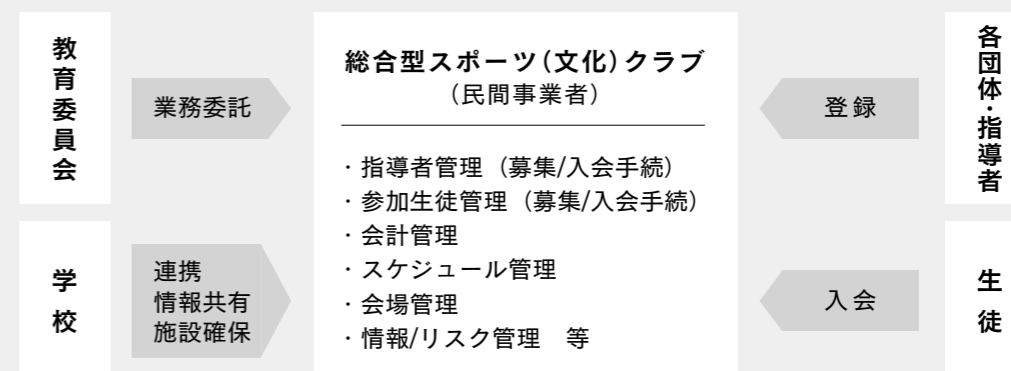 教育委員会
業務委託
学校
連携
情報共有
施設確保
総合型スポーツ(文化)クラブ
(民間事業者)
・指導者管理（募集/入会手続）
・参加生徒管理（募集/入会手続）
・会計管理
・スケジュール管理
・会場管理
・情報/リスク管理　等
登録
各団体・指導者
入会
生徒